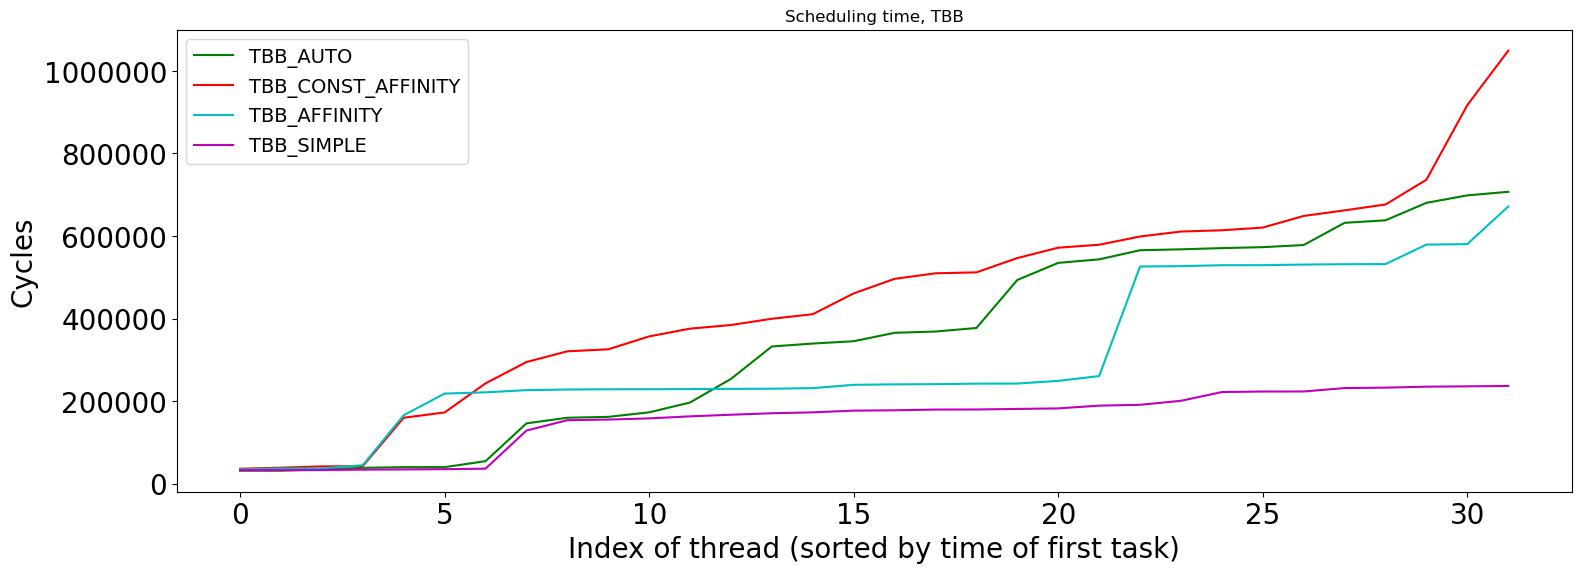 Scheduling time, TBB
TBB_AUTO
TBB_CONST_AFFINITY
TBB_AFFINITY
TBB_SIMPLE
1000000
800000
600000
400000
200000
0
Cycles
0 5 10 15 20 25 30
Index of thread (sorted by time of first task)